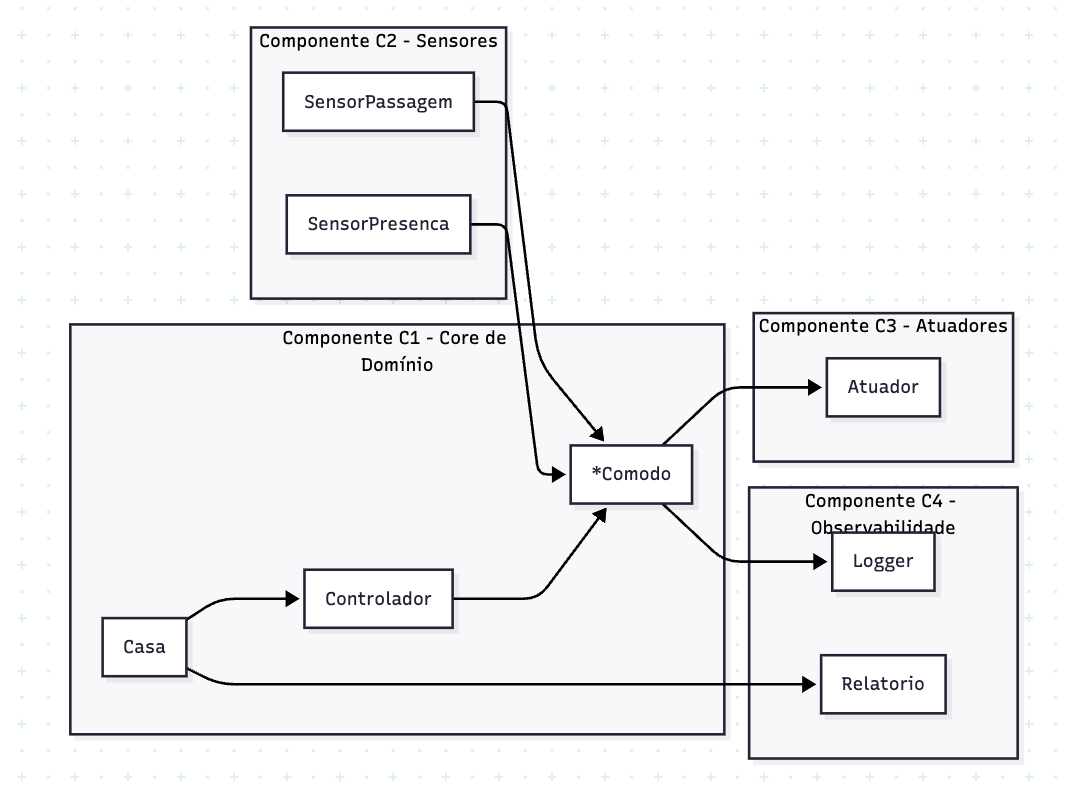 Componente C2 - Sensores
SensorPassagem
SensorPresenca
Componente C1 - Core de
Domínio
Componente C3 - Atuadores
Atuador
*Comodo
Componente C4 -
Observabilidade
Logger
Controlador
Casa
Relatorio